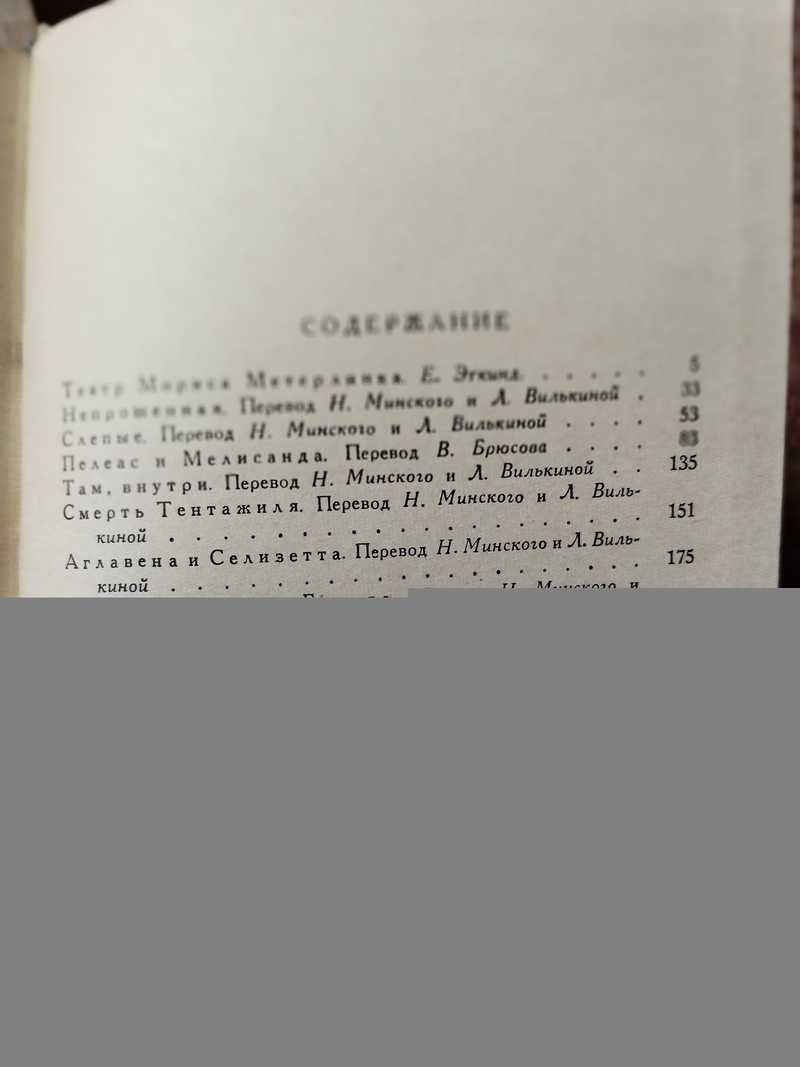 СОДЕРЖАНИЕ
Театр Мориса Метерлинка. Е. Эткинд. . . . . . 5
Непрошенная. Перевод Н. Минского и Л. Вилькиной . 33
Слепые. Перевод Н. Минского и Л. Вилькиной . . . . 53
Пелеас и Мелисанда. Перевод В. Брюсова . . . . 83
Там, внутри. Перевод Н. Минского и Л. Вилькиной . . 135
Смерть Тентажиля. Перевод Н. Минского и Л. Виль-
киной . . . . . . . . . . . . . . . . . . 151
Аглавена и Селизетта. Перевод Н. Минского и Л. Виль-
киной . . . . . . . . . . . . . . . . . . 175
Н. Минского и